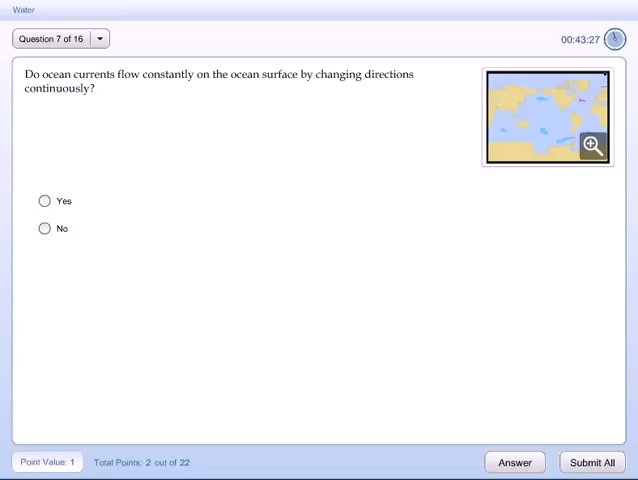 Water
Question 7 of 16
00:43:27
Do ocean currents flow constantly on the ocean surface by changing directions
continuously?
Yes
No
Point Value: 1
Total Points: 2 out of 22
Answer
Submit All